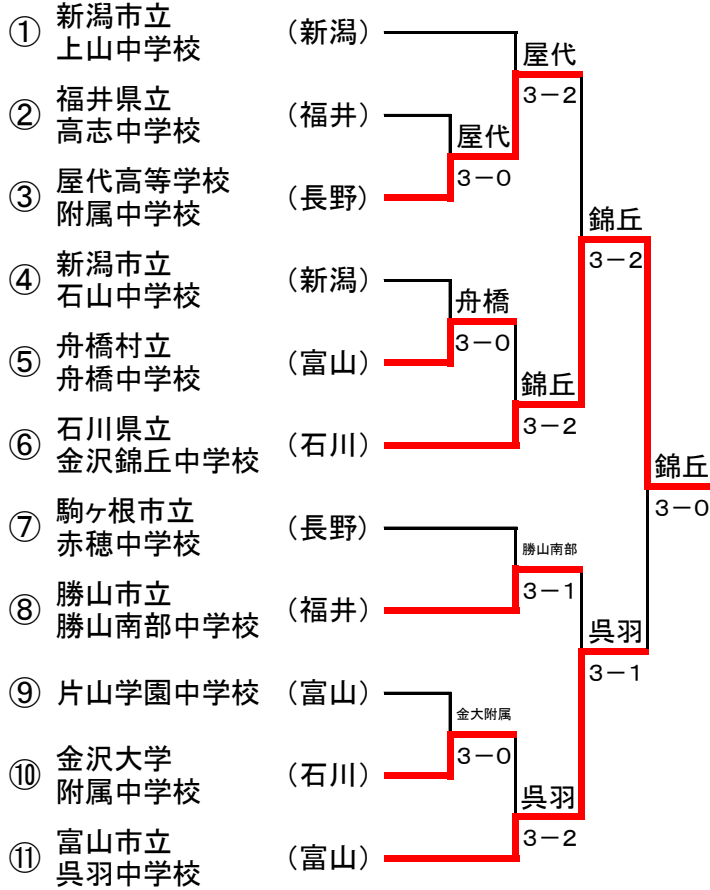 ① 新潟市立
上山中学校 （新潟）
② 福井県立
高志中学校 （福井）
③ 屋代高等学校
附属中学校 （長野）
④ 新潟市立
石山中学校 （新潟）
⑤ 舟橋村立
舟橋中学校 （富山）
⑥ 石川県立
金沢錦丘中学校 （石川）
⑦ 駒ヶ根市立
赤穂中学校 （長野）
⑧ 勝山市立
勝山南部中学校 （福井）
⑨ 片山学園中学校 （富山）
⑩ 金沢大学
附属中学校 （石川）
⑪ 富山市立
呉羽中学校 （富山）
屋代
３－０
舟橋
３－０
金大附属
３－０
屋代
３－２
錦丘
３－２
勝山南部
３－１
呉羽
３－２
錦丘
３－２
呉羽
３－１
錦丘
３－０